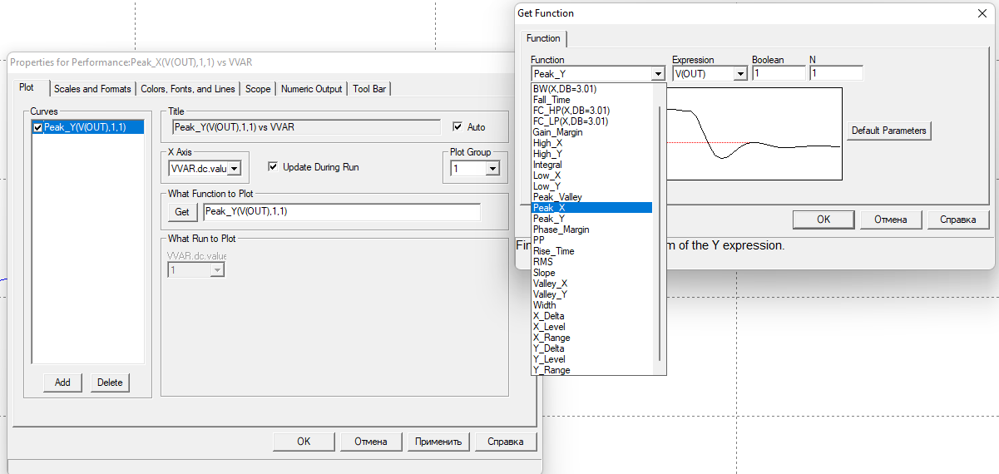 Get Function
Function
Function
Expression
Boolean
N
Peak_Y
V(OUT)
1
1
BW(X,DB=3.01)
Fall_Time
FC_HP(X,DB=3.01)
FC_LP(X,DB=3.01)
Gain_Margin
High_X
High_Y
Integral
Low_X
Low_Y
Peak_Valley
Peak_X
Peak_Y
Phase_Margin
PP
Rise_Time
RMS
Slope
Valley_X
Valley_Y
Width
X_Delta
X_Level
X_Range
Y_Delta
Y_Level
Y_Range
Default Parameters
OK
Отмена
Справка
m of the Y expression.
Properties for Performance:Peak_X(V(OUT),1,1) vs VVAR
Plot
Scales and Formats
Colors, Fonts, and Lines
Scope
Numeric Output
Tool Bar
Curves
Peak_Y(V(OUT),1,1)
Add
Delete
Title
Peak_Y(V(OUT),1,1) vs VVAR
Auto
X Axis
VVAR.dc.valu
Update During Run
Plot Group
1
What Function to Plot
Get
Peak_Y(V(OUT),1,1)
What Run to Plot
VVAR.dc.value
1
OK
Отмена
Применить
Справка